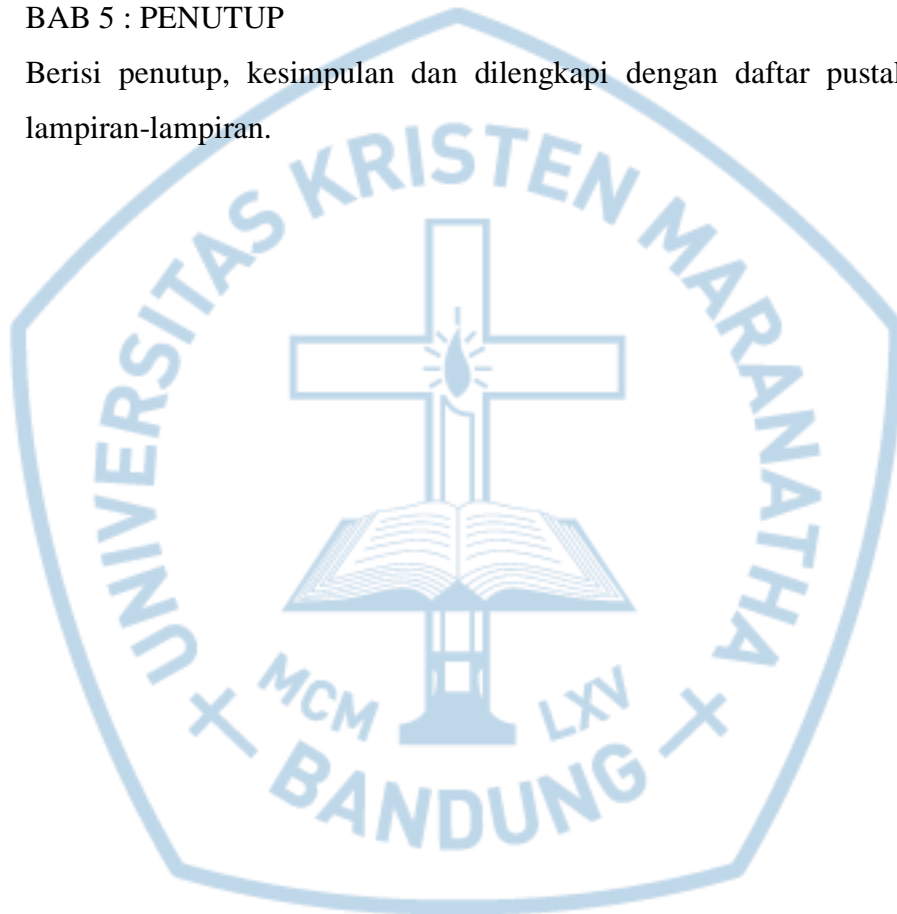 BAB 5 : PENUTUP
Berisi penutup, kesimpulan dan dilengkapi dengan daftar
lampiran-lampiran.
UNIVERSITAS KRISTEN MARANATHA
MCM LXV
BANDUNG